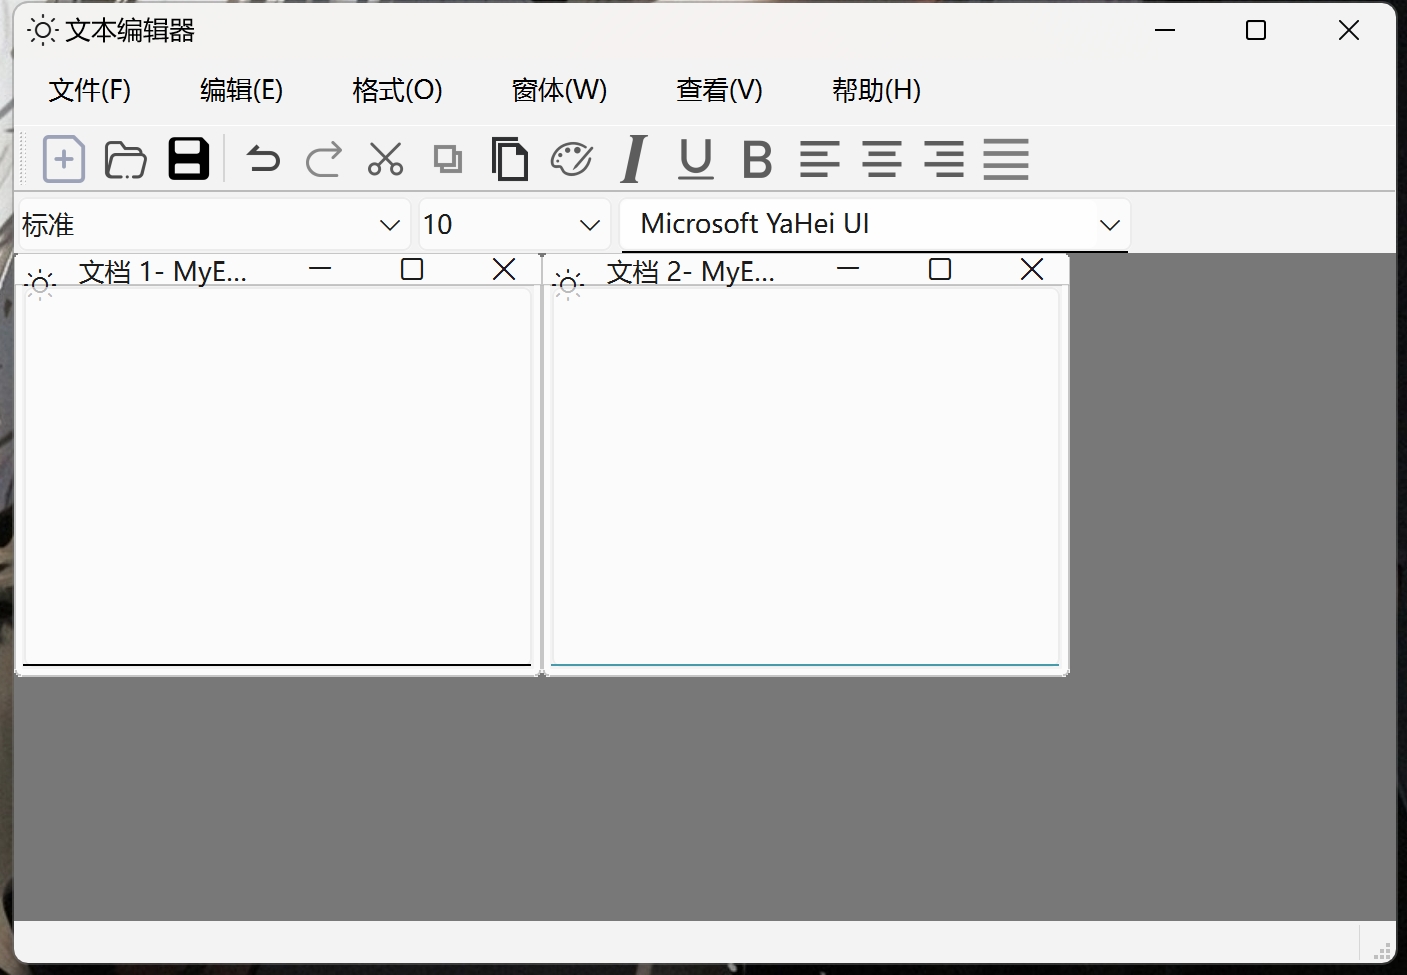 文本编辑器
文件(F) 编辑(E) 格式(O) 窗体(W) 查看(V) 帮助(H)
I U B
标准 10 Microsoft YaHei UI
文档 1- MyE... 文档 2- MyE...